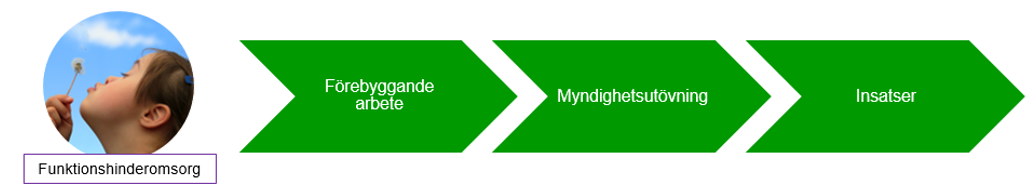 Förebyggande
arbete
Myndighetsutövning
Insatser
Funktionshinderomsorg